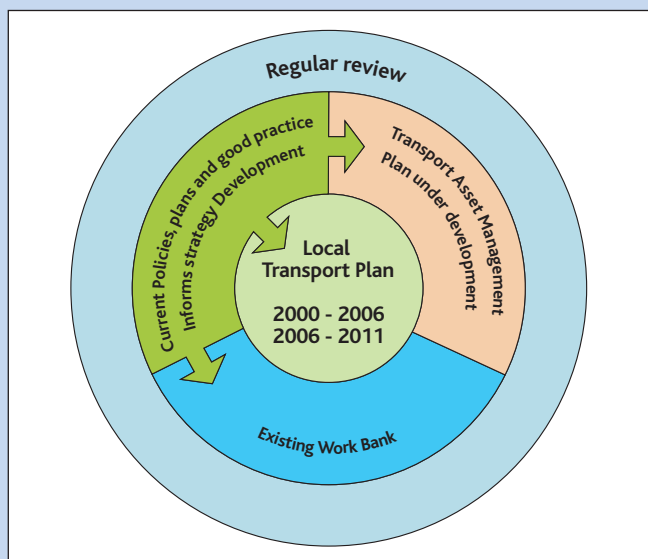 Regular review
Current Policies, plans and good practice
Informs strategy Development
Transport Asset Management
Plan under development
Local
Transport Plan
2000 - 2006
2006 - 2011
Existing Work Bank